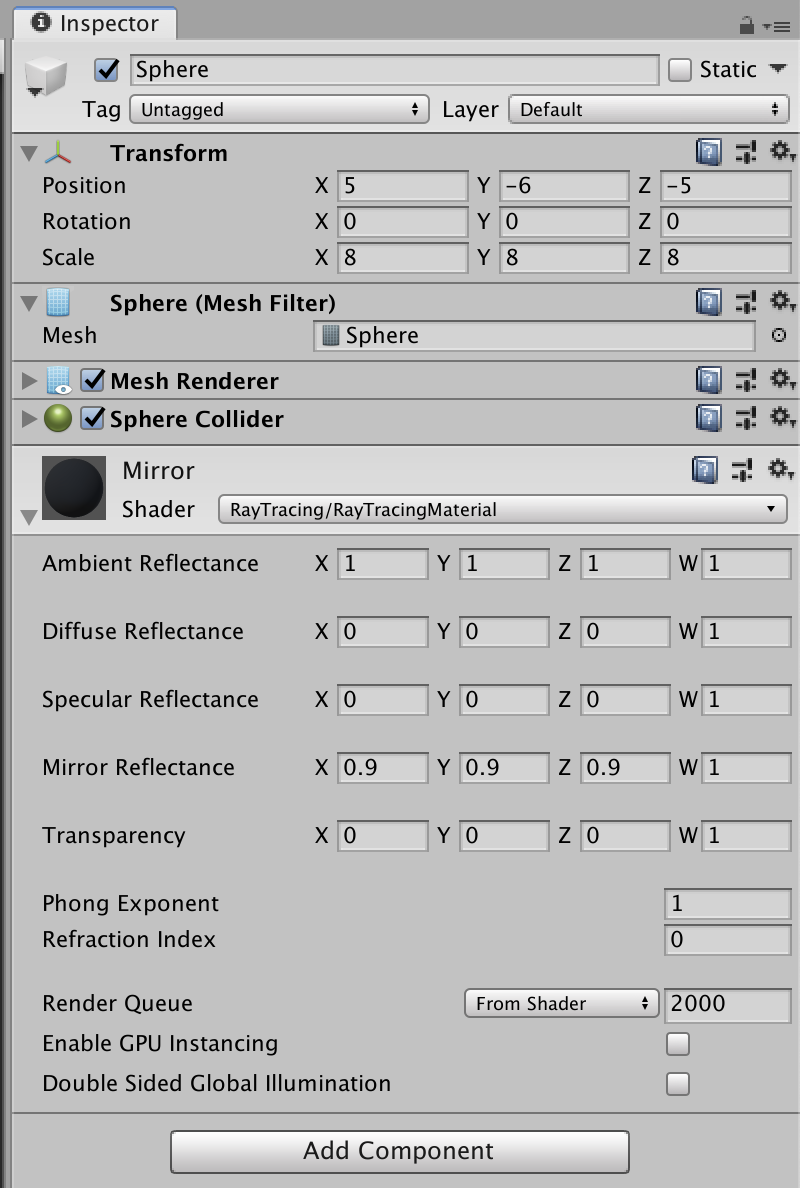 Inspector
Sphere Static
Tag Untagged Layer Default
Transform
Position X 5 Y -6 Z -5
Rotation X 0 Y 0 Z 0
Scale X 8 Y 8 Z 8
Sphere (Mesh Filter)
Mesh Sphere
Mesh Renderer
Sphere Collider
Mirror
Shader RayTracing/RayTracingMaterial
Ambient Reflectance X 1 Y 1 Z 1 W 1
Diffuse Reflectance X 0 Y 0 Z 0 W 1
Specular Reflectance X 0 Y 0 Z 0 W 1
Mirror Reflectance X 0.9 Y 0.9 Z 0.9 W 1
Transparency X 0 Y 0 Z 0 W 1
Phong Exponent 1
Refraction Index 0
Render Queue From Shader 2000
Enable GPU Instancing
Double Sided Global Illumination
Add Component